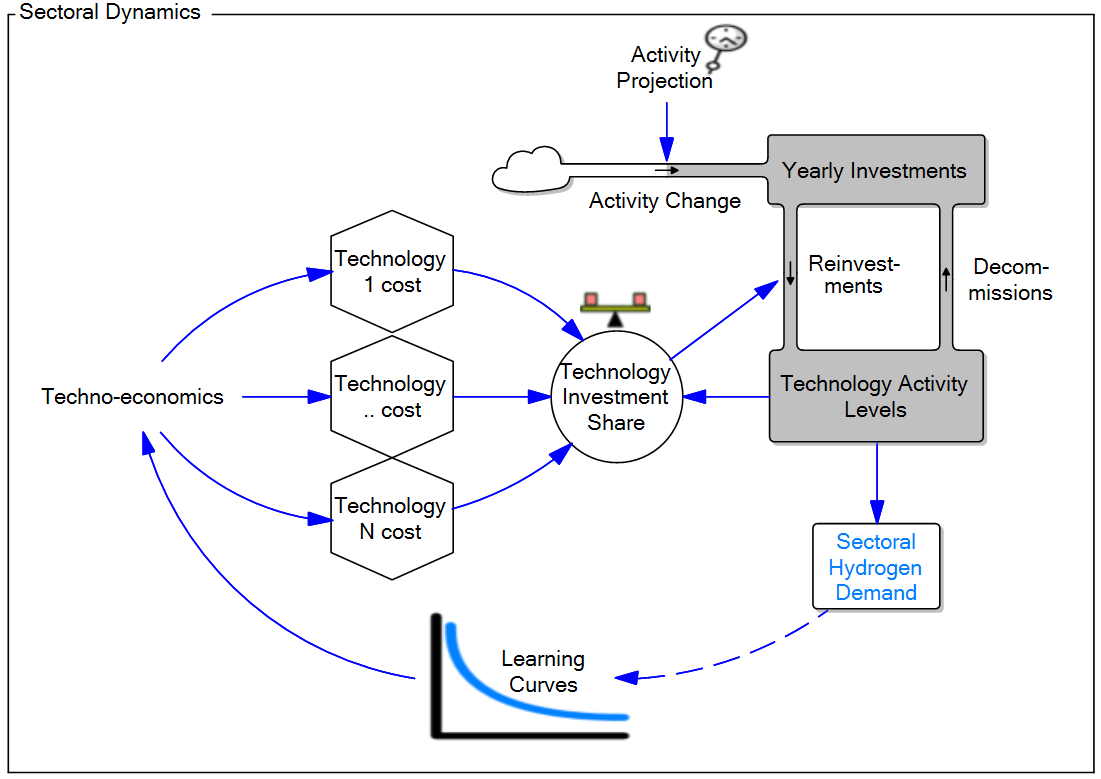 Sectoral Dynamics
Activity
Projection
Yearly Investments
Activity Change
Technology
1 cost
Reinvest-
ments
Decom-
missions
Techno-economics
Technology
.. cost
Technology
Investment
Share
Technology Activity
Levels
Technology
N cost
Sectoral
Hydrogen
Demand
Learning
Curves